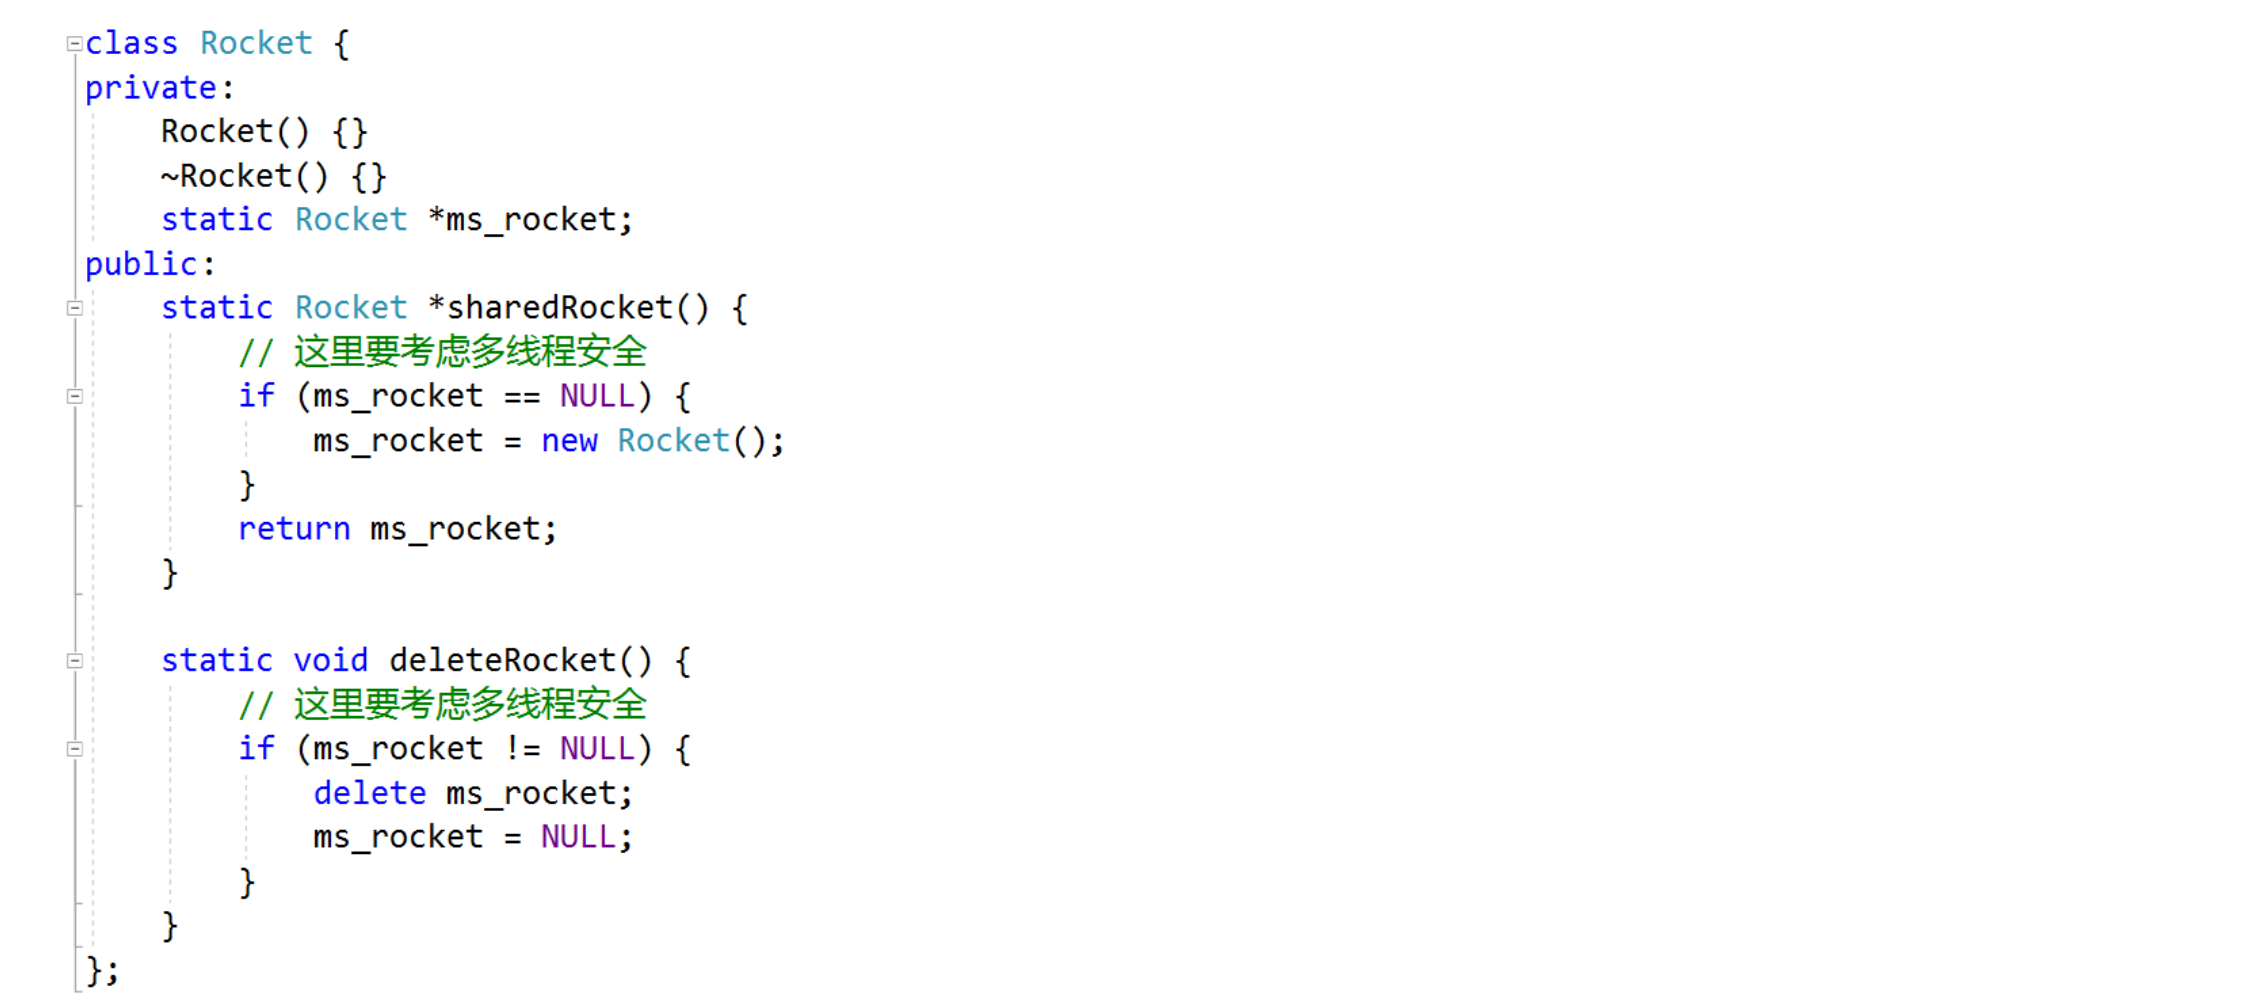 class Rocket {
private:
    Rocket() {}
    ~Rocket() {}
    static Rocket *ms_rocket;
public:
    static Rocket *sharedRocket() {
        // 这里要考虑多线程安全
        if (ms_rocket == NULL) {
            ms_rocket = new Rocket();
        }
        return ms_rocket;
    }

    static void deleteRocket() {
        // 这里要考虑多线程安全
        if (ms_rocket != NULL) {
            delete ms_rocket;
            ms_rocket = NULL;
        }
    }
};